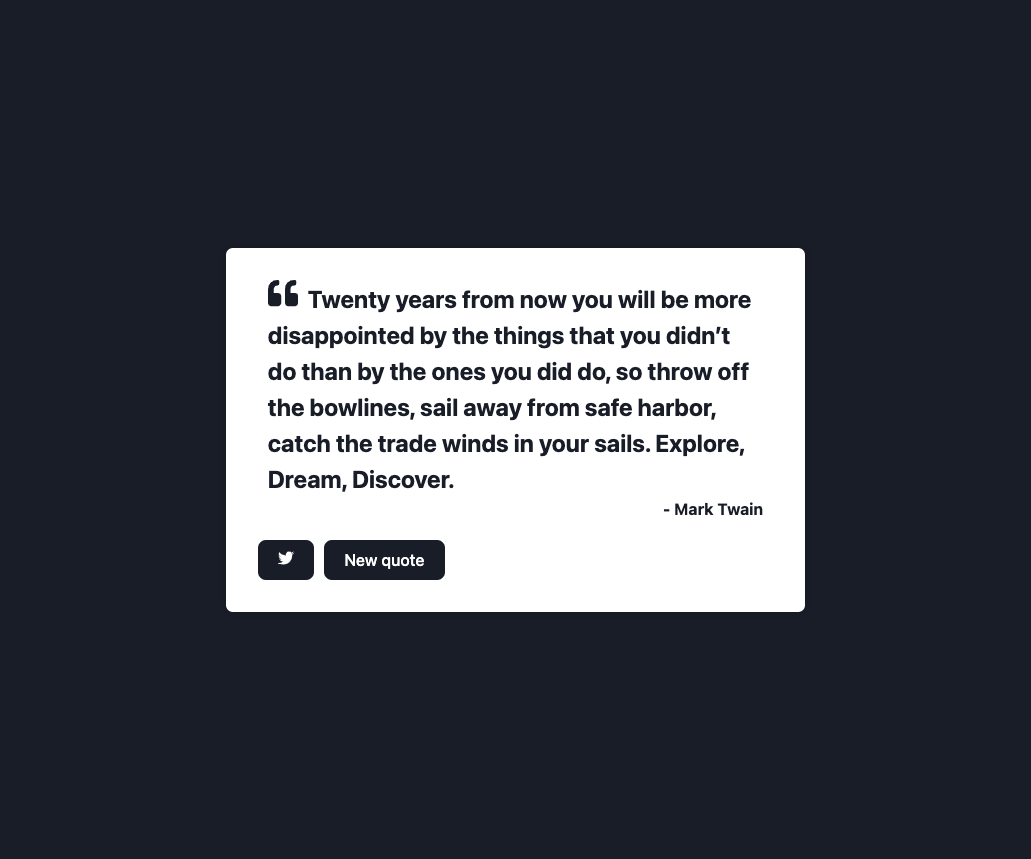 “ Twenty years from now you will be more
disappointed by the things that you didn’t
do than by the ones you did do, so throw off
the bowlines, sail away from safe harbor,
catch the trade winds in your sails. Explore,
Dream, Discover.
- Mark Twain
New quote